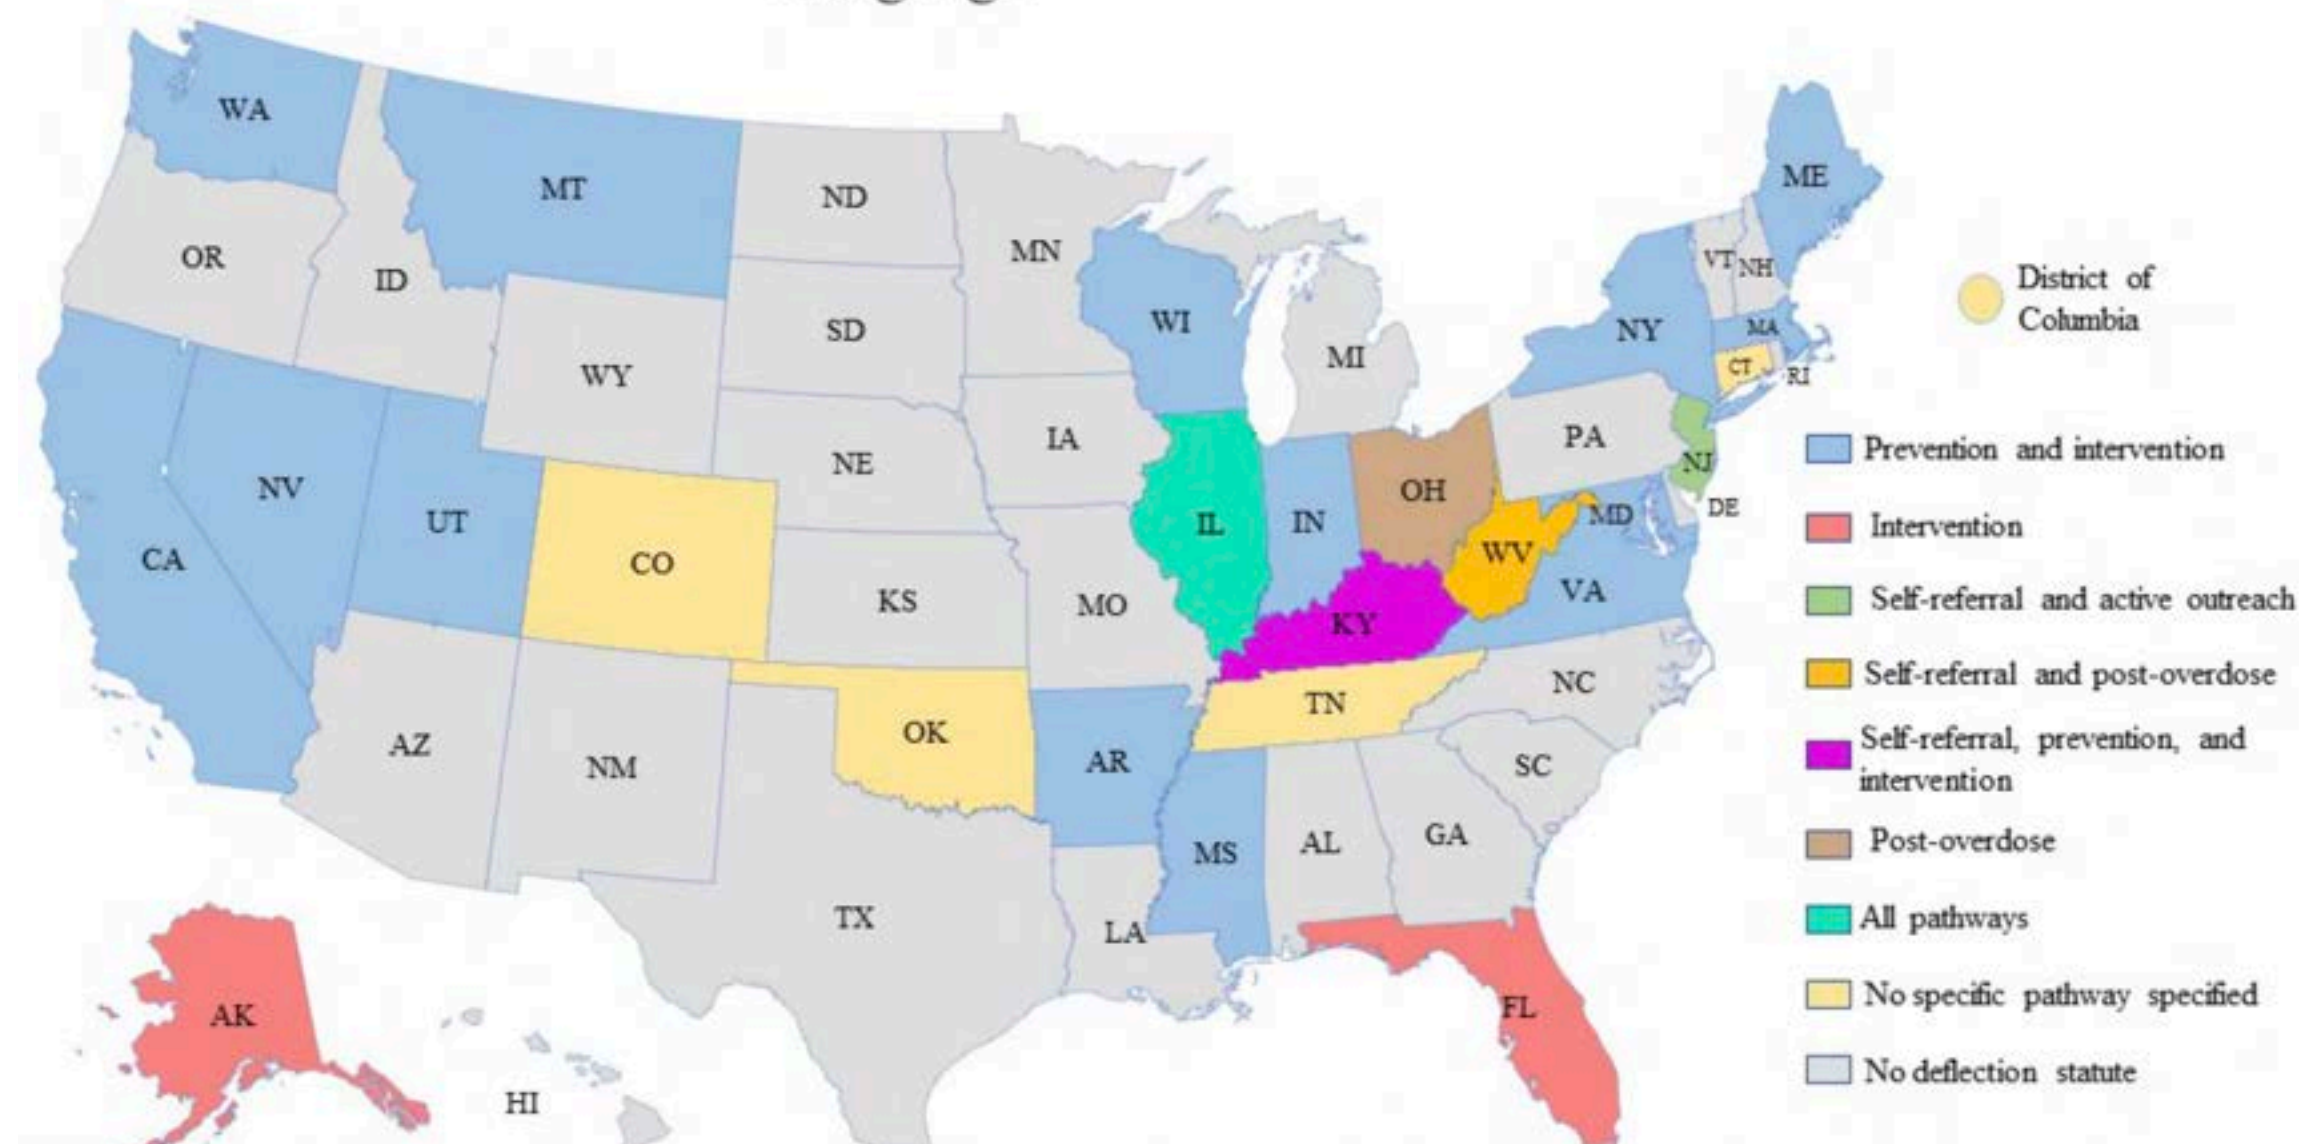 WA
MT
ND
MN
ME
OR
ID
SD
WI
MI
VT
NH
NY
MA
WY
CT
RI
District of
Columbia
IA
NE
PA
NJ
NV
UT
CO
CA
KS
MO
IL
IN
OH
WV
MD
DE
VA
KY
TN
NC
AZ
NM
OK
AR
SC
MS
AL
GA
TX
LA
FL
AK
HI
Prevention and intervention
Intervention
Self-referral and active outreach
Self-referral and post-overdose
Self-referral, prevention, and
intervention
Post-overdose
All pathways
No specific pathway specified
No deflection statute